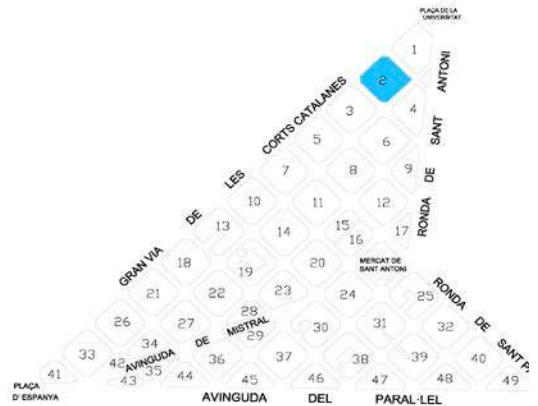 PLAÇA DE LA
UNIVERSITAT
1
2
ANTONI
3
4
CORTS CATALANES
5
6
SANT
7
8
9
DE
LES
10
11
12
DE
13
14
15
16
17
RONDA
GRAN VIA
18
19
20
MERCAT DE
SANT ANTONI
21
22
23
24
25
RONDA
26
27
28
29
30
31
32
DE
SANT
33
34
AVINGUDA DE MISTRAL
35
36
37
38
39
40
41
42
43
44
45
46
47
48
49
PLAÇA
D' ESPANYA
AVINGUDA DEL PARAL·LEL